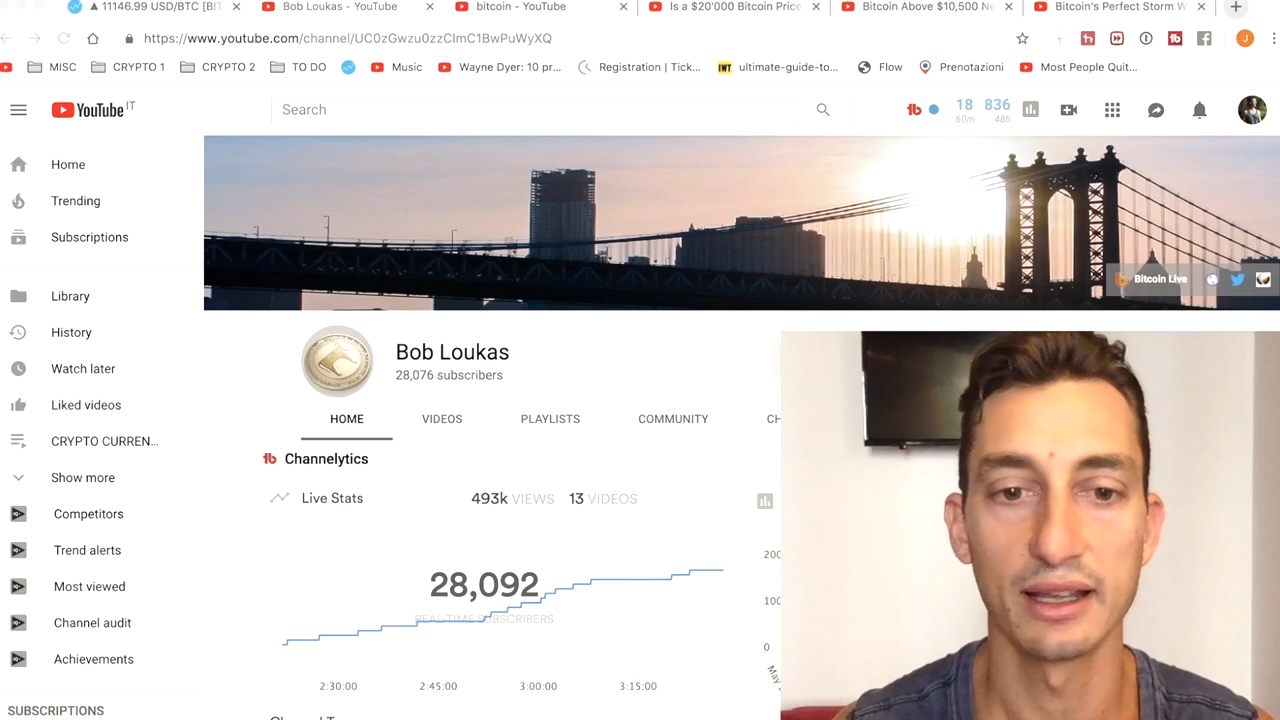 ▲ 11146.99 USD/BTC [BIT
Bob Loukas - YouTube
bitcoin - YouTube
Is a $20'000 Bitcoin Price
Bitcoin Above $10,500 Ne
Bitcoin's Perfect Storm W
https://www.youtube.com/channel/UC0zGwzu0zzCImC1BwPuWyXQ
J
MISC
CRYPTO 1
CRYPTO 2
TO DO
Music
Wayne Dyer: 10 pr...
Registration | Tick...
IWT
ultimate-guide-to...
Flow
Prenotazioni
Most People Quit...
YouTube IT
Search
18 836
60m 48h
Home
Trending
Subscriptions
Library
History
Watch later
Liked videos
CRYPTO CURREN...
Show more
Competitors
Trend alerts
Most viewed
Channel audit
Achievements
SUBSCRIPTIONS
Bitcoin Live
Bob Loukas
28,076 subscribers
HOME
VIDEOS
PLAYLISTS
COMMUNITY
CH
Channelytics
Live Stats
493k VIEWS 13 VIDEOS
28,092
REAL-TIME SUBSCRIBERS
2:30:00 2:45:00 3:00:00 3:15:00
200
100
0
May